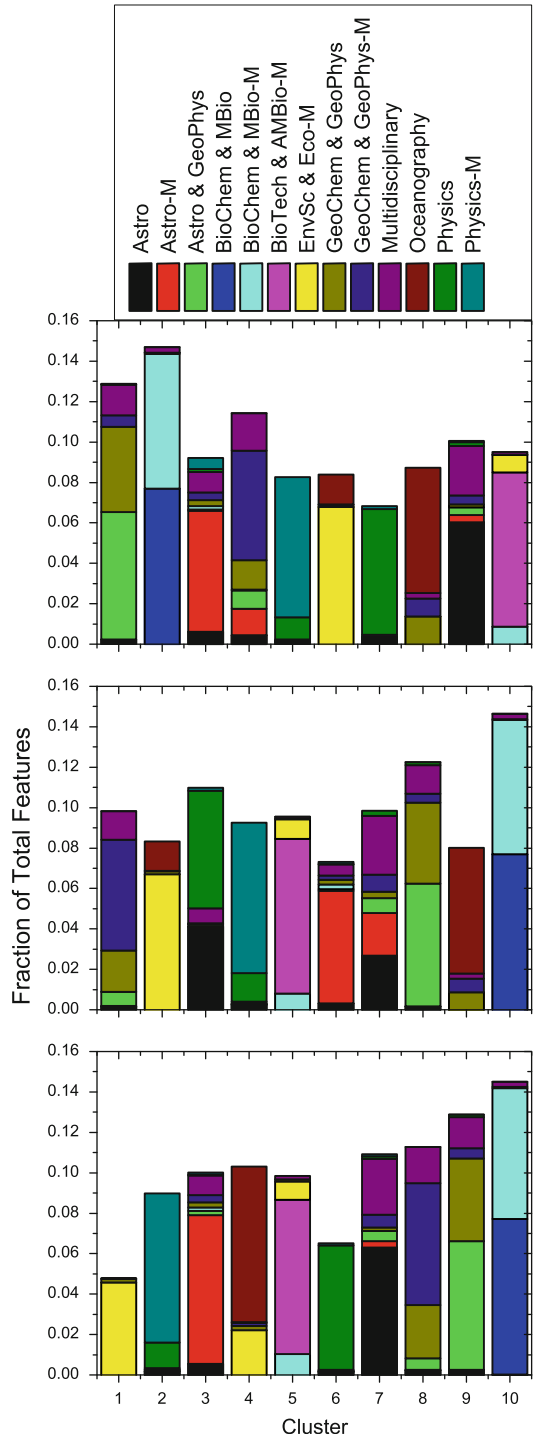 Astro
Astro-M
Astro & GeoPhys
BioChem & MBio
BioChem & MBio-M
BioTech & AMBio-M
EnvSc & Eco-M
GeoChem & GeoPhys
GeoChem & GeoPhys-M
Multidisciplinary
Oceanography
Physics
Physics-M
0.16
0.14
0.12
0.10
0.08
0.06
0.04
0.02
0.00
0.16
0.14
0.12
0.10
0.08
0.06
0.04
0.02
0.00
Fraction of Total Features
0.16
0.14
0.12
0.10
0.08
0.06
0.04
0.02
0.00
1 2 3 4 5 6 7 8 9 10
Cluster